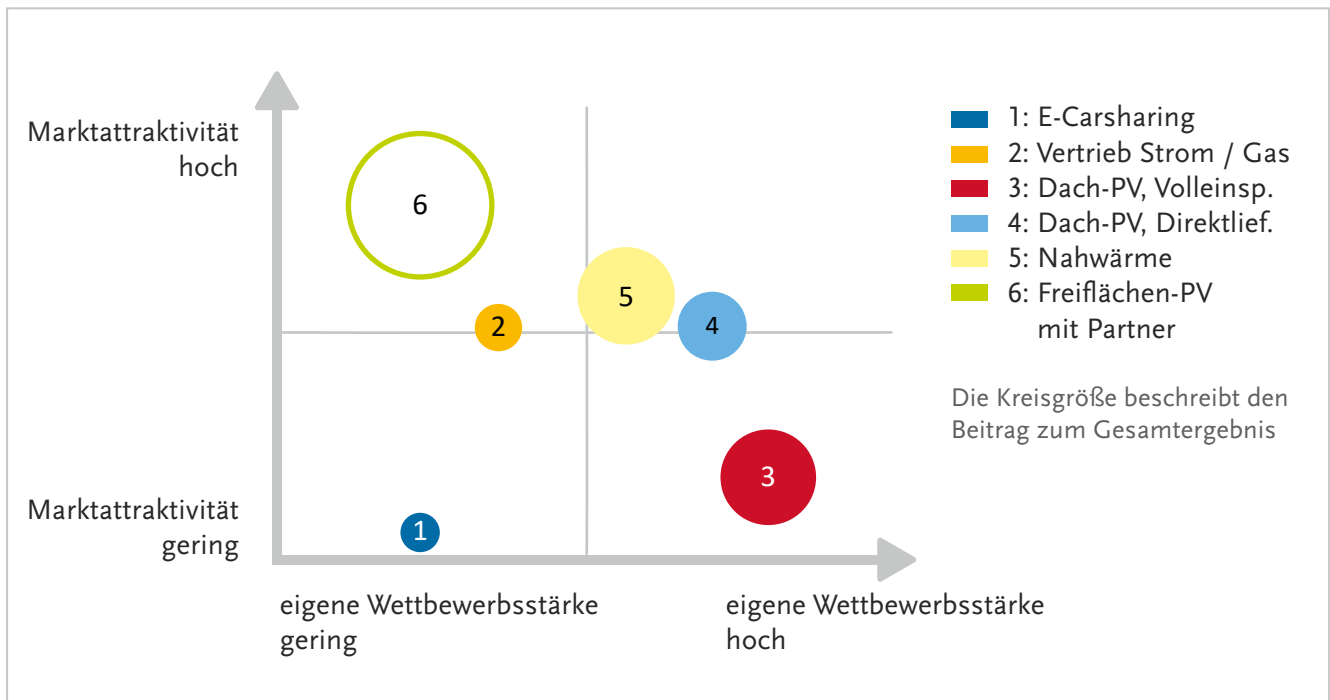 Marktattraktivität
hoch
6
5
4
2
3
1
Marktattraktivität
gering
eigene Wettbewerbsstärke
gering
eigene Wettbewerbsstärke
hoch
1: E-Carsharing
2: Vertrieb Strom / Gas
3: Dach-PV, Volleinsp.
4: Dach-PV, Direktlief.
5: Nahwärme
6: Freiflächen-PV
mit Partner
Die Kreisgröße beschreibt den
Beitrag zum Gesamtergebnis